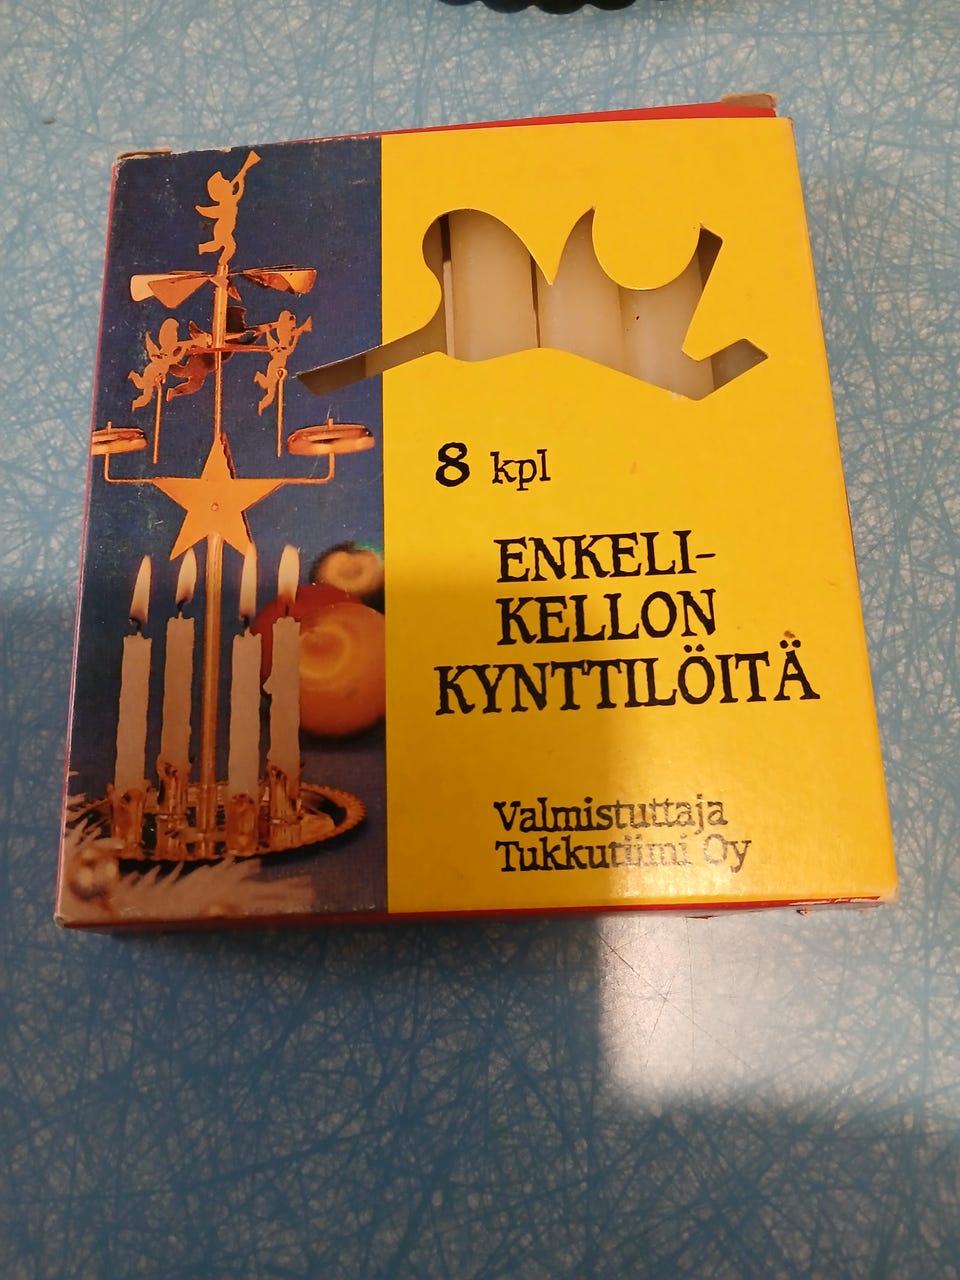 8 kpl
ENKELI-
KELLON
KYNTTILÖITÄ
Valmistuttaja
Tukkutiimi Oy